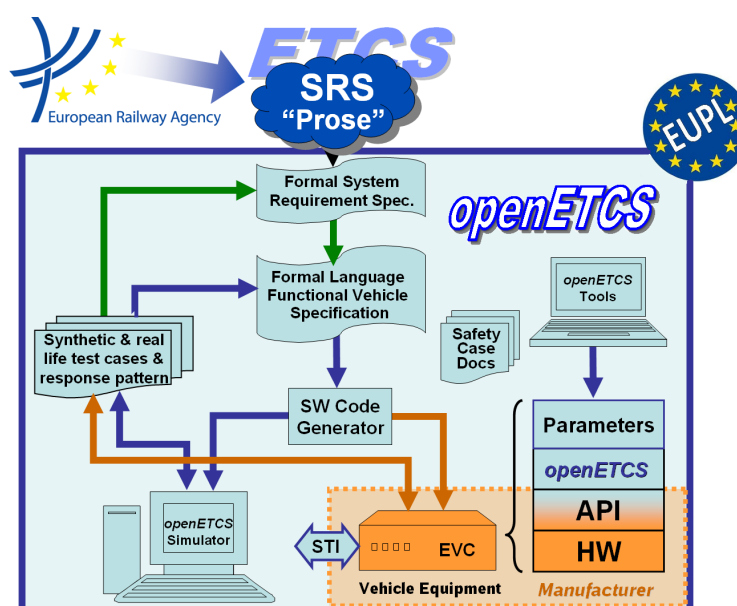 ETCS
SRS
“Prose”
European Railway Agency
EUPL
Formal System
Requirement Spec.
openETCS
Formal Language
Functional Vehicle
Specification
openETCS
Tools
Synthetic & real
life test cases &
response pattern
Safety
Case
Docs
SW Code
Generator
Parameters
openETCS
API
HW
openETCS
Simulator
STI
EVC
Vehicle Equipment
Manufacturer